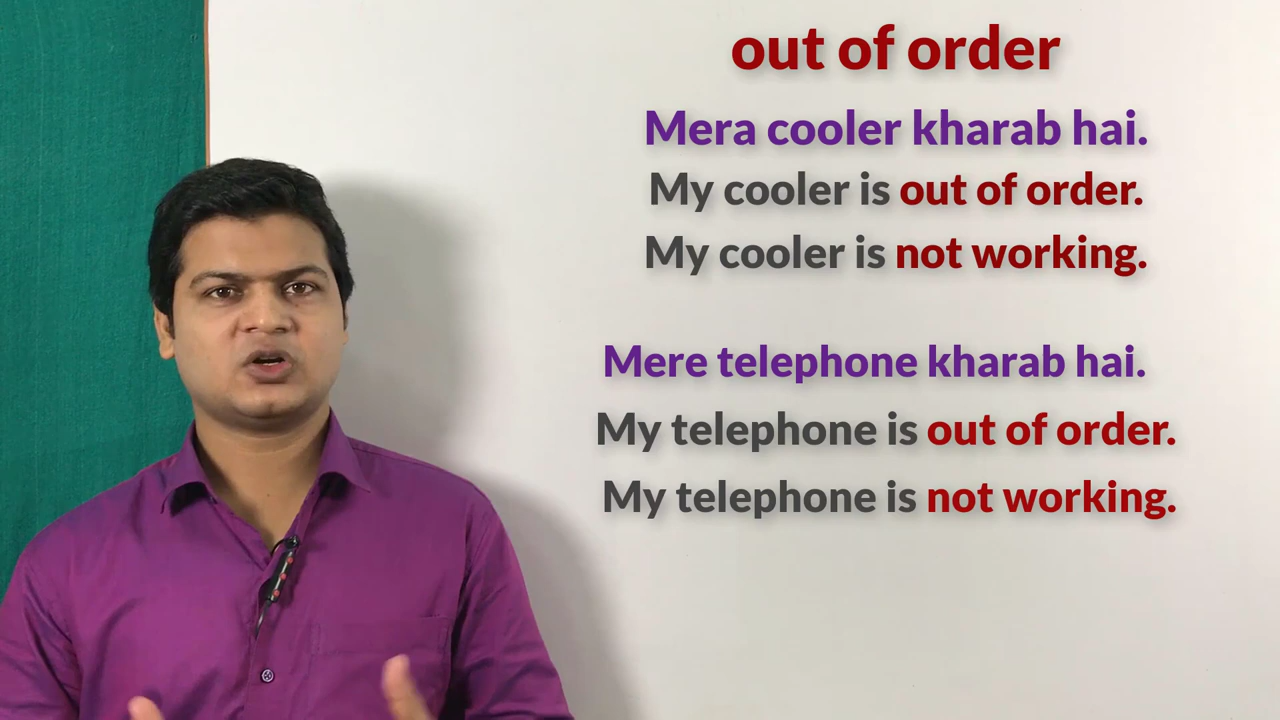 out of order
Mera cooler kharab hai.
My cooler is out of order.
My cooler is not working.
Mere telephone kharab hai.
My telephone is out of order.
My telephone is not working.